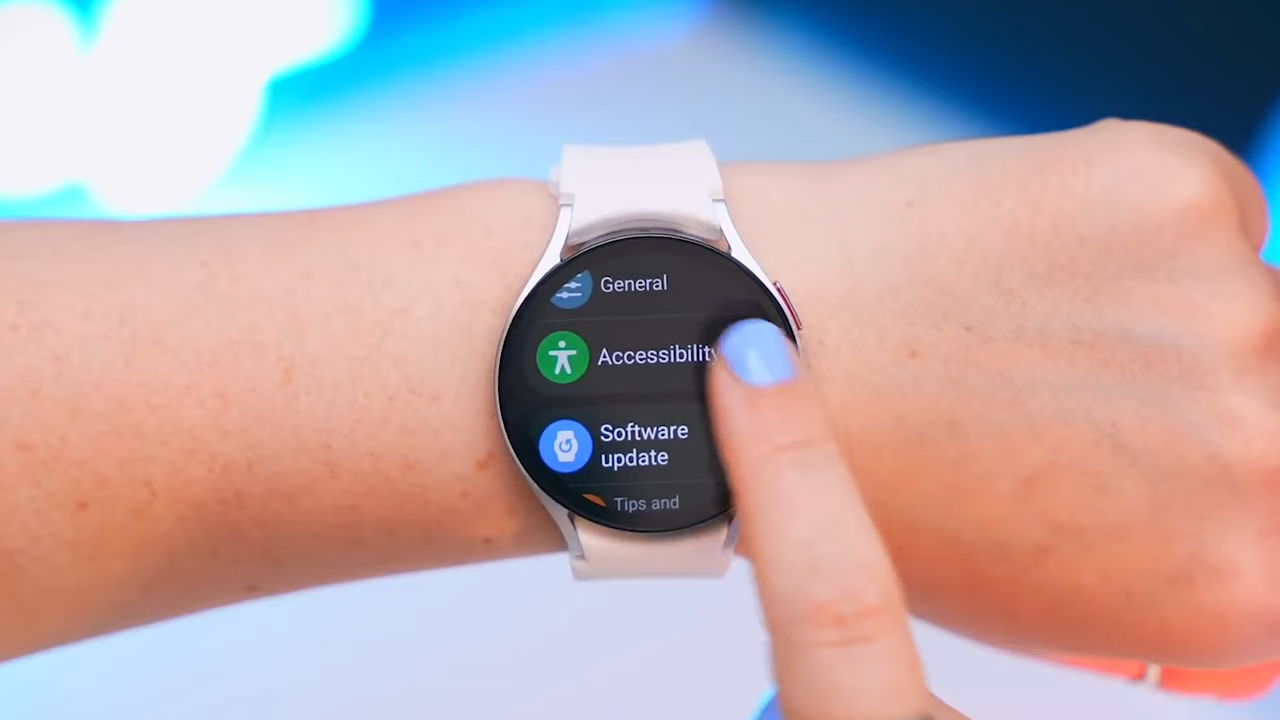 General
Accessibility
Software
update
Tips and